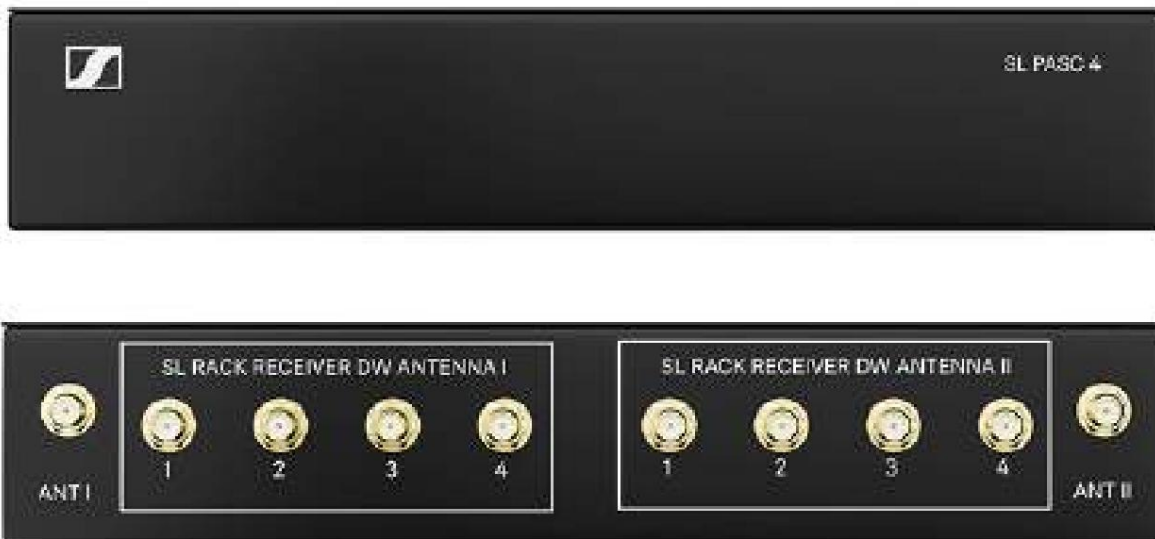 SL PASC 4
SL RACK RECEIVER DW ANTENNA I
SL RACK RECEIVER DW ANTENNA II
1 2 3 4
1 2 3 4
ANT I
ANT II